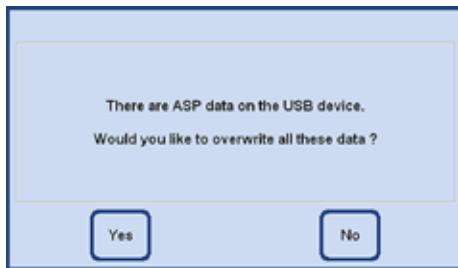 There are ASP data on the USB device.
Would you like to overwrite all these data ?
Yes
No